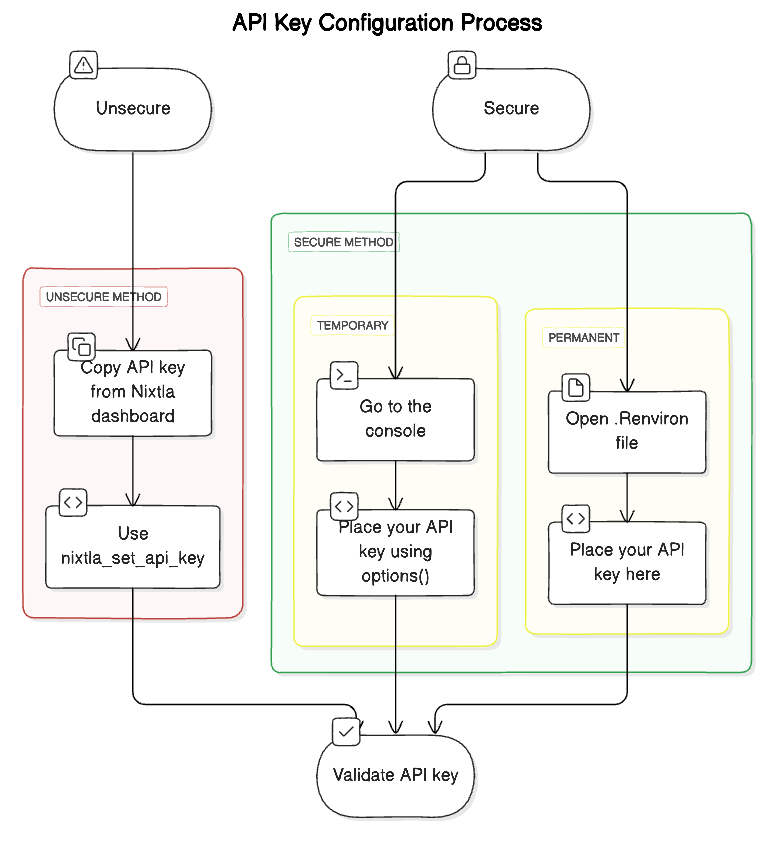 API Key Configuration Process
Unsecure
Secure
UNSECURE METHOD
Copy API key
from Nixtla
dashboard
Use
nixtla_set_api_key
SECURE METHOD
TEMPORARY
Go to the
console
Place your API
key using
options()
PERMANENT
Open .Renviron
file
Place your API
key here
Validate API key